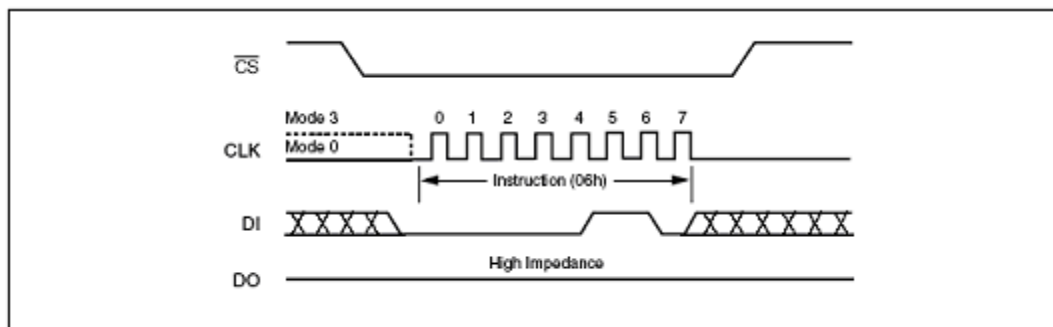 CS
Mode 3
0 1 2 3 4 5 6 7
CLK
Mode 0
Instruction (06h)
DI
High Impedance
DO